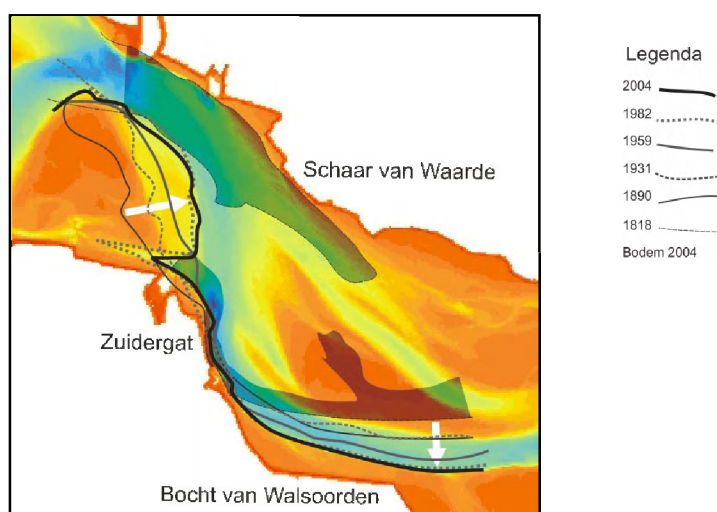 Legenda
2004
1982
1959
1931
1890
1818
Bodem 2004
Schaar van Waarde
Zuidergat
Bocht van Walsoorden